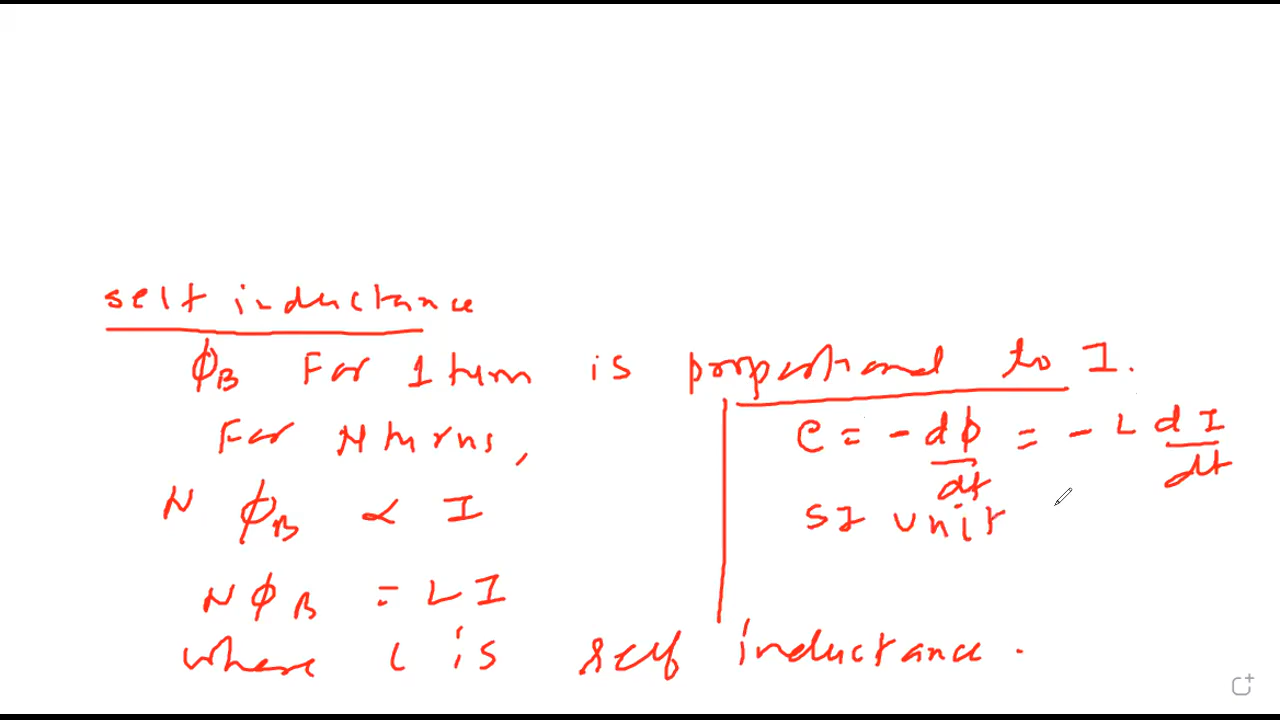 self inductance
ϕB For 1 turn is proportional to I.
For N turns,
N ϕB ∝ I
N ϕB = LI
where L is self inductance.
e = - dϕ/dt = - L dI/dt
SI unit